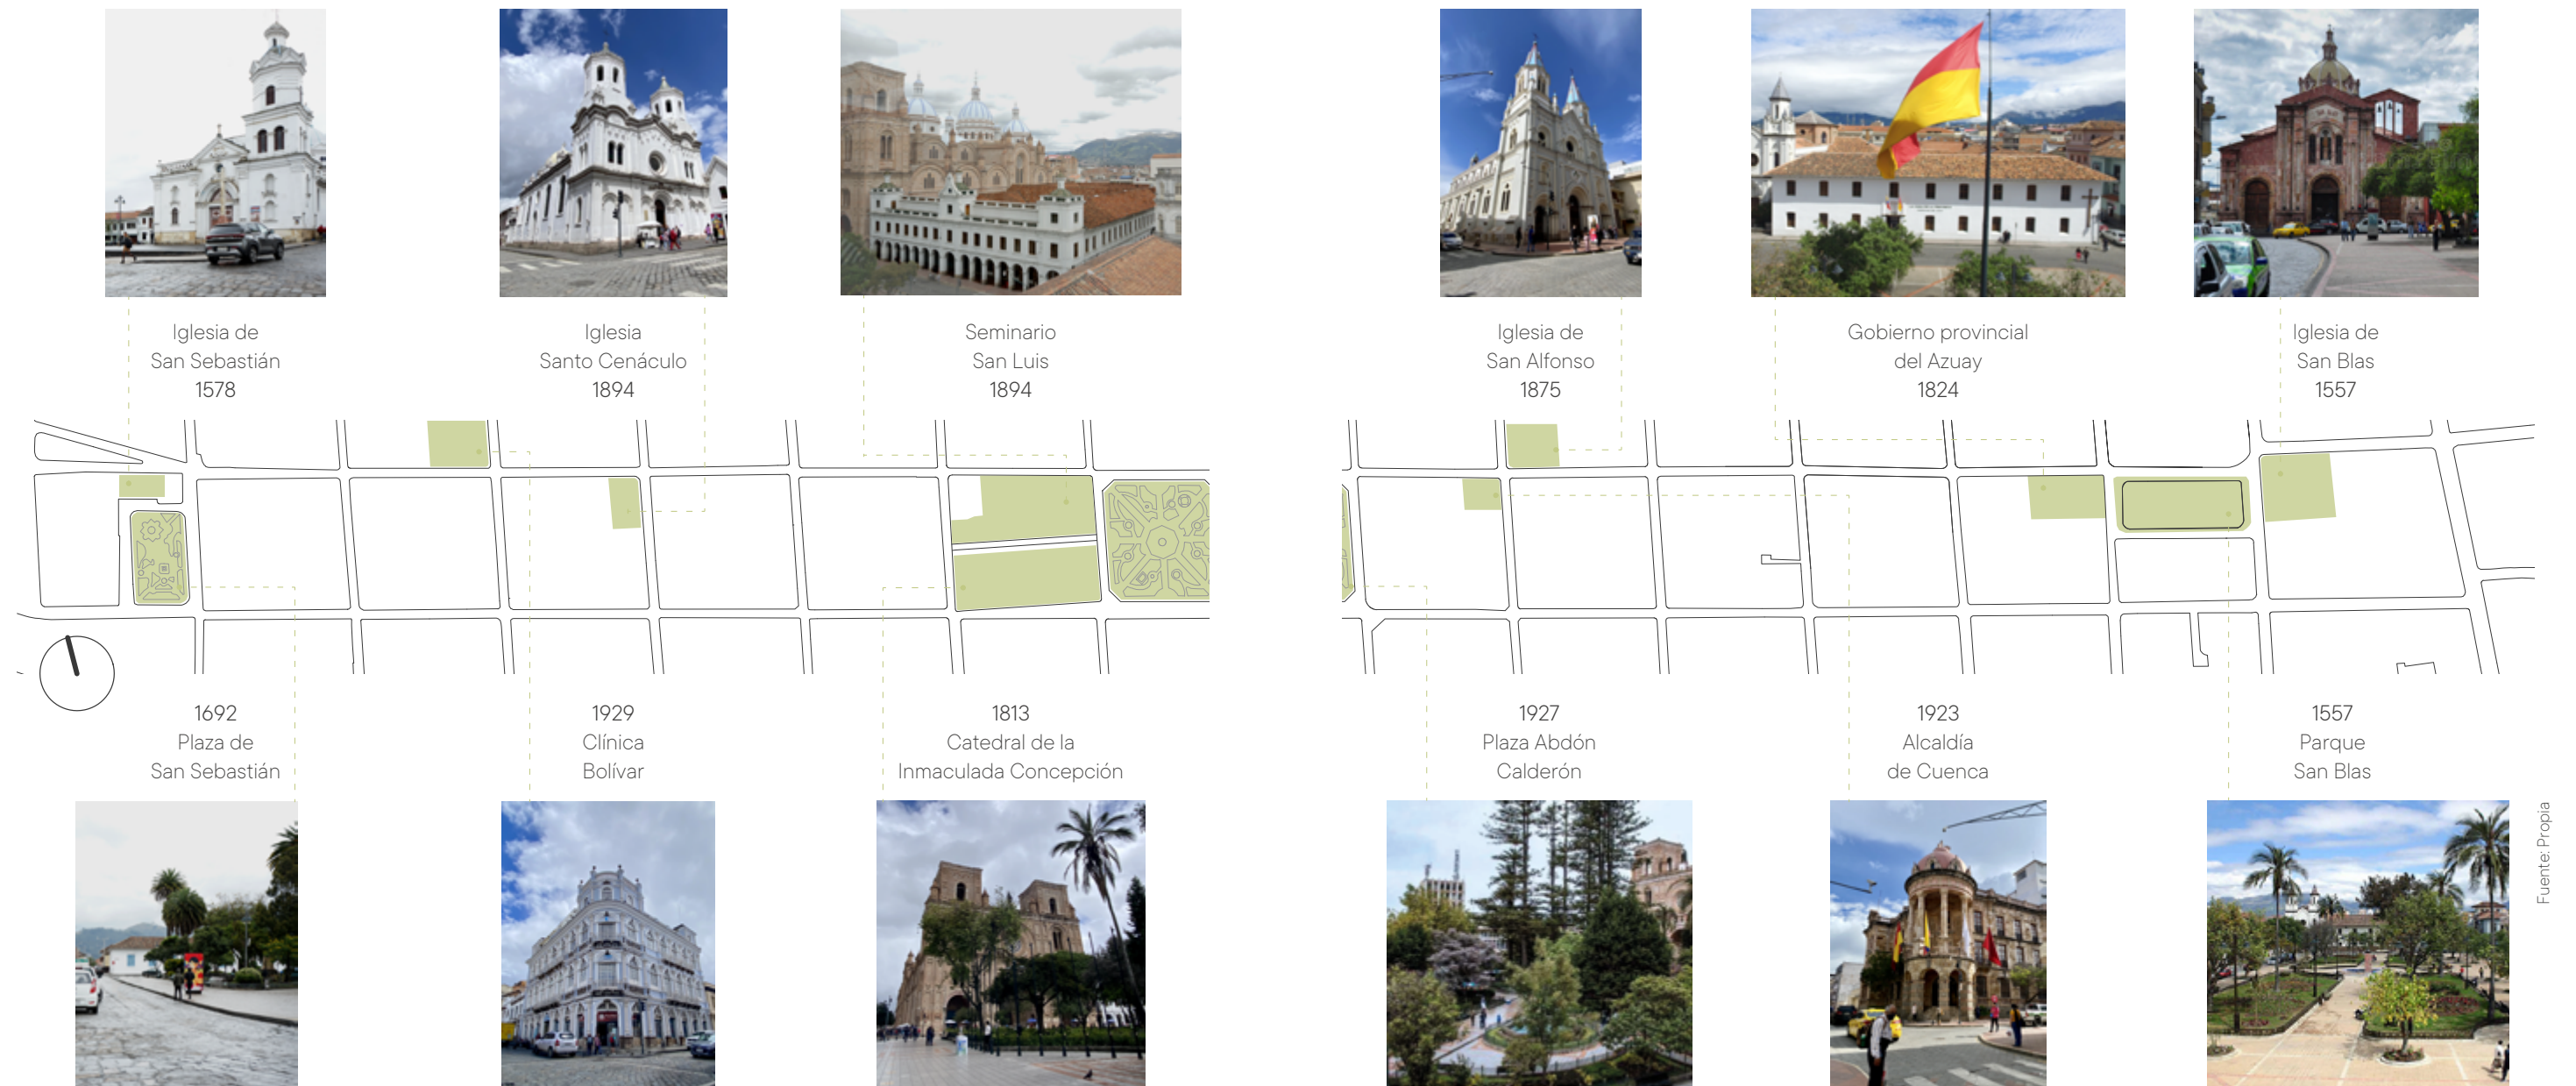 Iglesia de
San Sebastián
1578
Iglesia
Santo Cenáculo
1894
Seminario
San Luis
1894
Iglesia de
San Alfonso
1875
Gobierno provincial
del Azuay
1824
Iglesia de
San Blas
1557
1692
Plaza de
San Sebastián
1929
Clínica
Bolívar
1813
Catedral de la
Inmaculada Concepción
1927
Plaza Abdón
Calderón
1923
Alcaldía
de Cuenca
1557
Parque
San Blas
Fuente: Propia